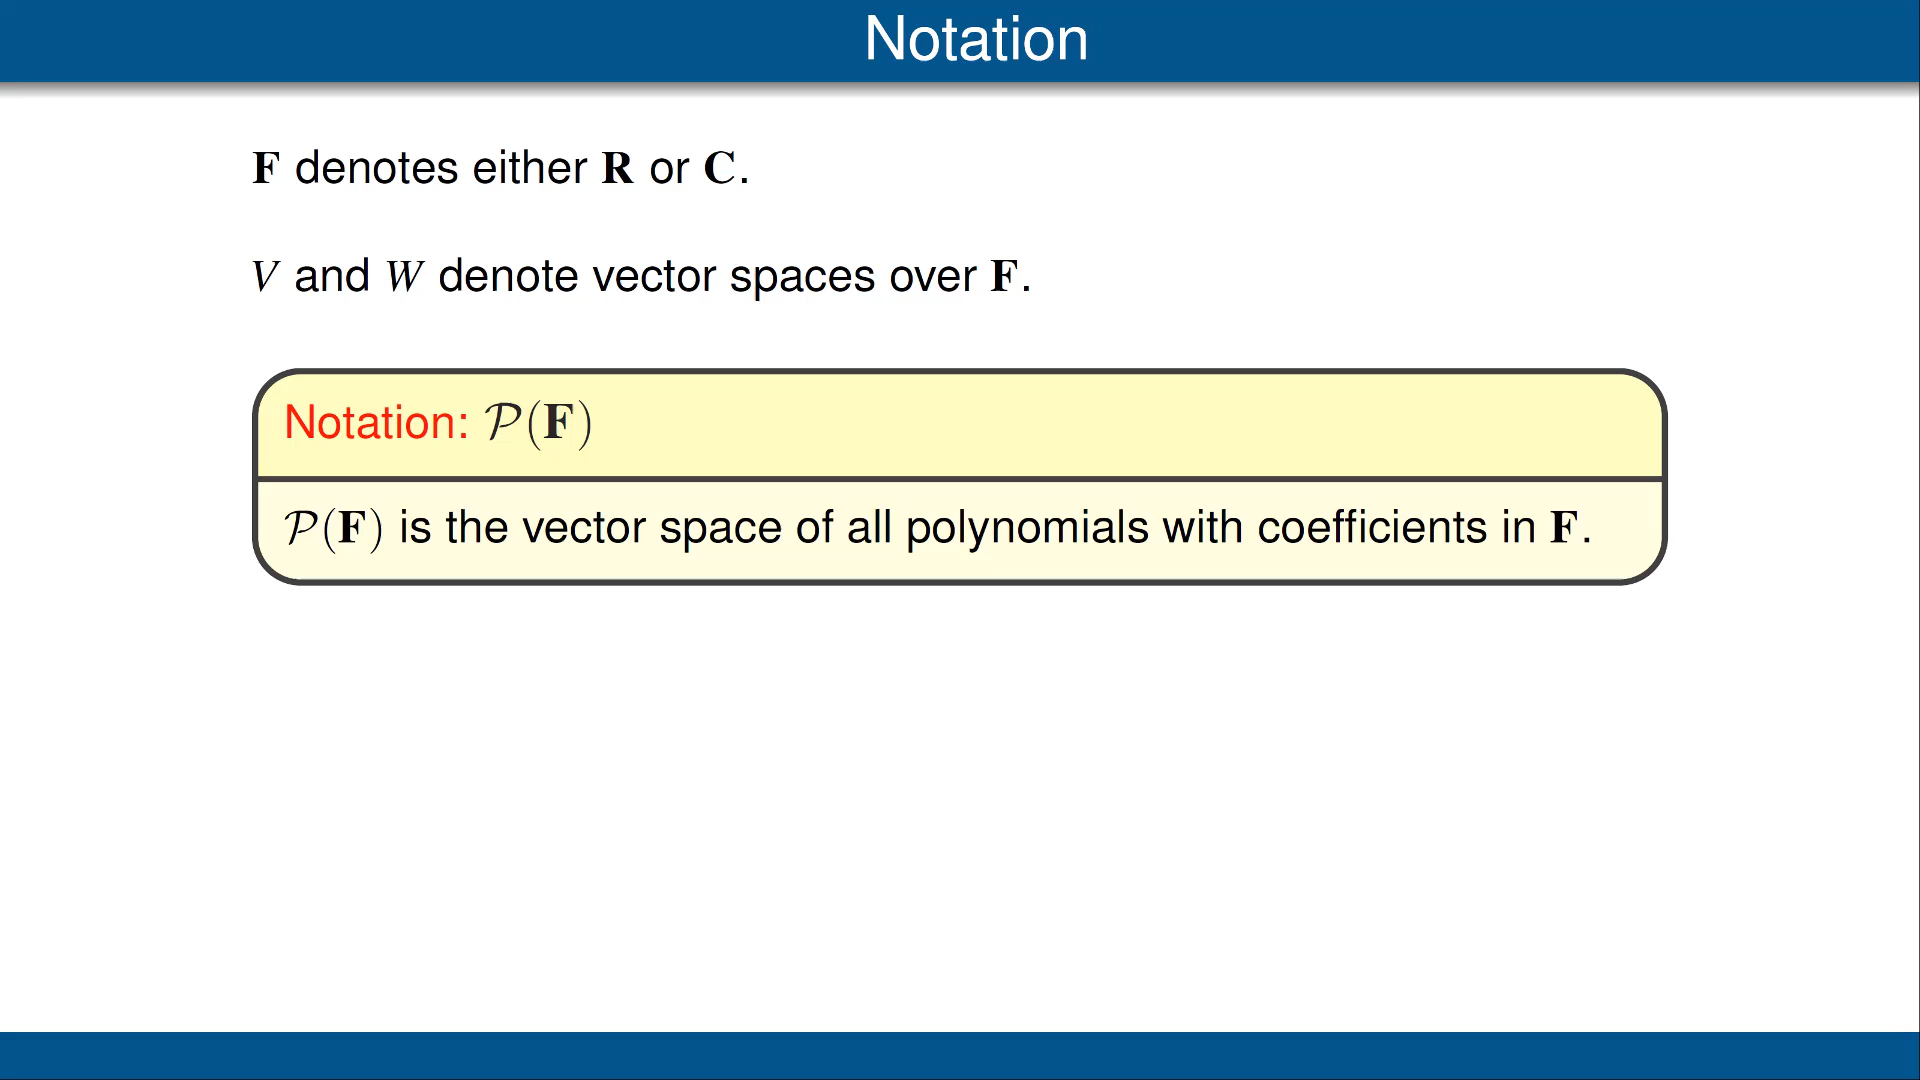 Notation
F denotes either R or C.
V and W denote vector spaces over F.
Notation: 𝒫(F)
𝒫(F) is the vector space of all polynomials with coefficients in F.